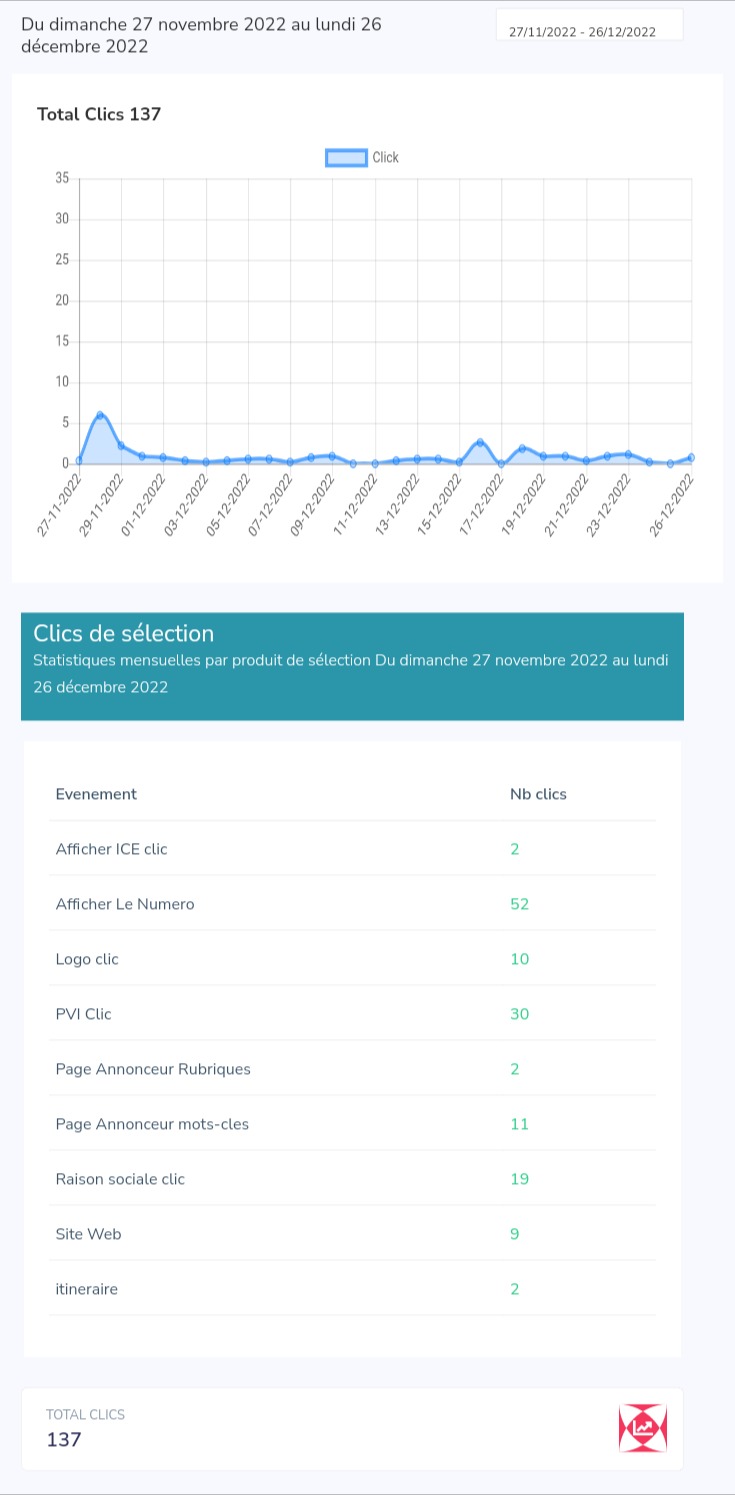 Du dimanche 27 novembre 2022 au lundi 26
décembre 2022
27/11/2022 - 26/12/2022
Total Clics 137
Click
35
30
25
20
15
10
5
0
27-11-2022
29-11-2022
01-12-2022
03-12-2022
05-12-2022
07-12-2022
09-12-2022
11-12-2022
13-12-2022
15-12-2022
17-12-2022
19-12-2022
21-12-2022
23-12-2022
26-12-2022
Clics de sélection
Statistiques mensuelles par produit de sélection Du dimanche 27 novembre 2022 au lundi
26 décembre 2022
Evenement Nb clics
Afficher ICE clic 2
Afficher Le Numero 52
Logo clic 10
PVI Clic 30
Page Annonceur Rubriques 2
Page Annonceur mots-cles 11
Raison sociale clic 19
Site Web 9
itineraire 2
TOTAL CLICS
137